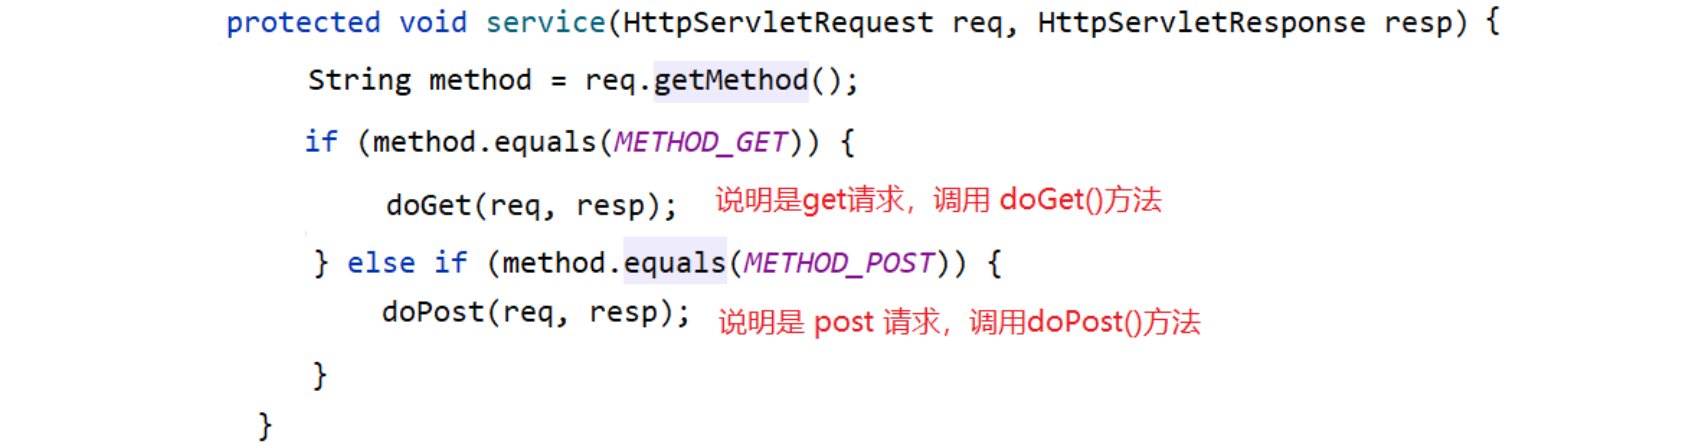 protected void service(HttpServletRequest req, HttpServletResponse resp) {
String method = req.getMethod();
if (method.equals(METHOD_GET)) {
doGet(req, resp); 说明是get请求，调用 doGet()方法
} else if (method.equals(METHOD_POST)) {
doPost(req, resp); 说明是 post 请求，调用doPost()方法
}
}